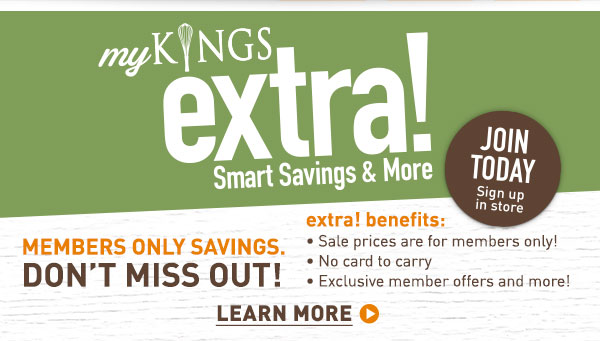 myKINGS
extra!
Smart Savings & More
JOIN
TODAY
Sign up
in store
MEMBERS ONLY SAVINGS.
DON'T MISS OUT!
extra! benefits:
• Sale prices are for members only!
• No card to carry
• Exclusive member offers and more!
LEARN MORE